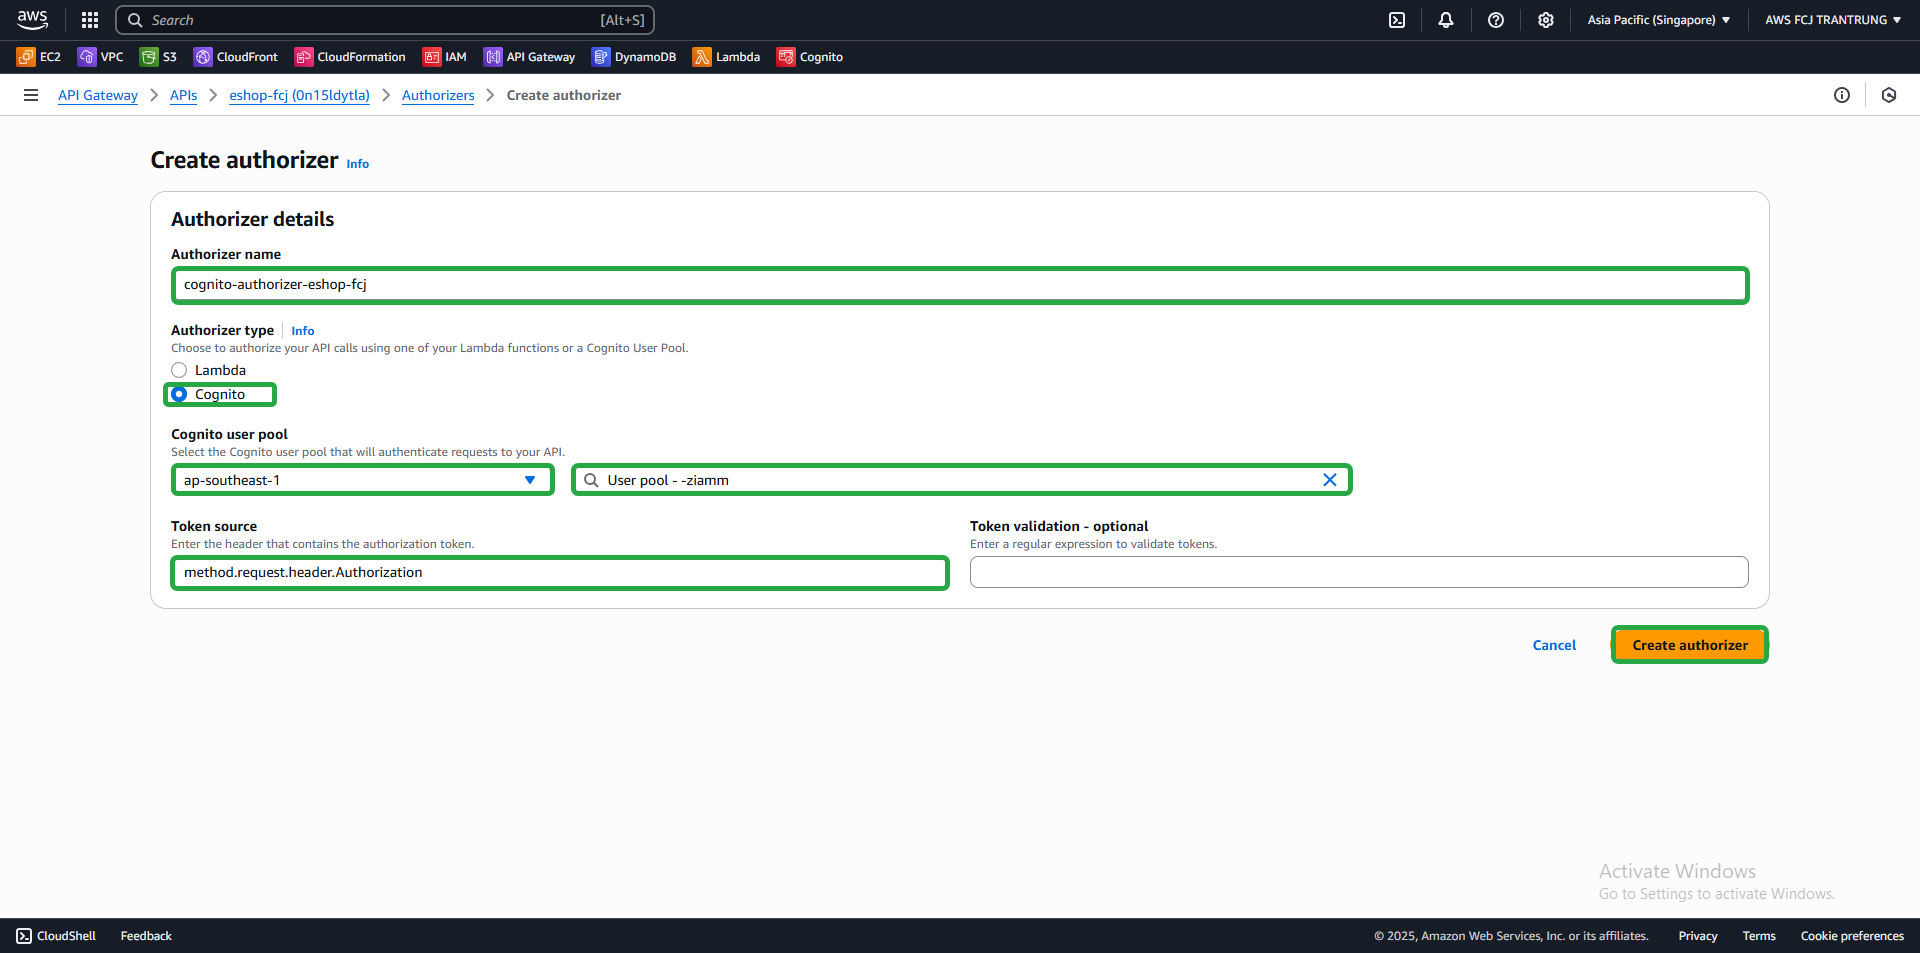 aws Search [Alt+S] Asia Pacific (Singapore) AWS FCJ TRANTRUNG
EC2 VPC S3 CloudFront CloudFormation IAM API Gateway DynamoDB Lambda Cognito
API Gateway APIs eshop-fcj (0n15ldytla) Authorizers Create authorizer
Create authorizer Info
Authorizer details
Authorizer name
cognito-authorizer-eshop-fcj
Authorizer type Info
Choose to authorize your API calls using one of your Lambda functions or a Cognito User Pool.
Lambda
Cognito
Cognito user pool
Select the Cognito user pool that will authenticate requests to your API.
ap-southeast-1 User pool - -ziamm
Token source Token validation - optional
Enter the header that contains the authorization token. Enter a regular expression to validate tokens.
method.request.header.Authorization
Cancel Create authorizer
Activate Windows
Go to Settings to activate Windows.
CloudShell Feedback © 2025, Amazon Web Services, Inc. or its affiliates. Privacy Terms Cookie preferences